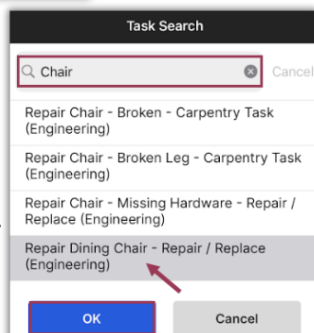 Task Search
Chair
Cancel
Repair Chair - Broken - Carpentry Task
(Engineering)
Repair Chair - Broken Leg - Carpentry Task
(Engineering)
Repair Chair - Missing Hardware - Repair /
Replace (Engineering)
Repair Dining Chair - Repair / Replace
(Engineering)
OK
Cancel